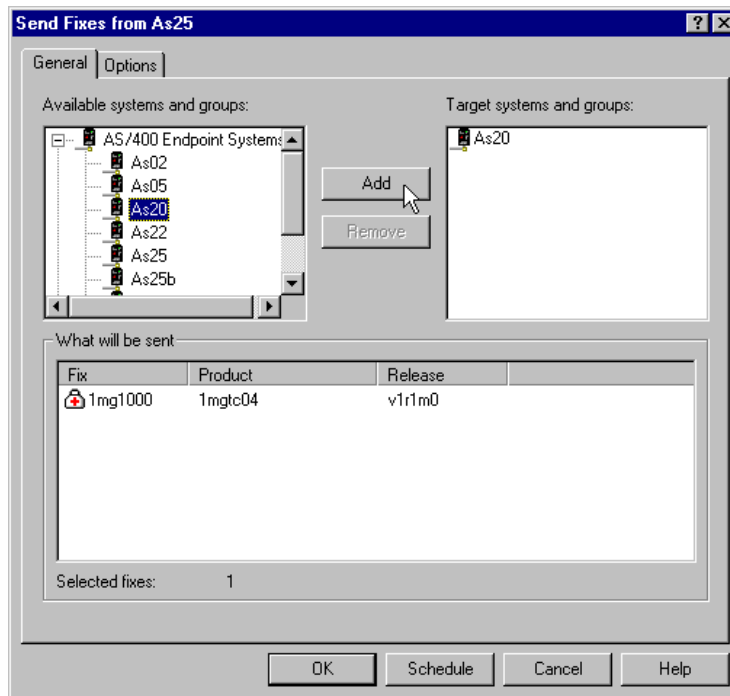 Send Fixes from As25
General
Options
Available systems and groups:
Target systems and groups:
AS/400 Endpoint Systems
As02
As05
As20
As22
As25
As25b
Add
Remove
As20
What will be sent
Fix Product Release
1mg1000 1mgtc04 v1r1m0
Selected fixes: 1
OK
Schedule
Cancel
Help